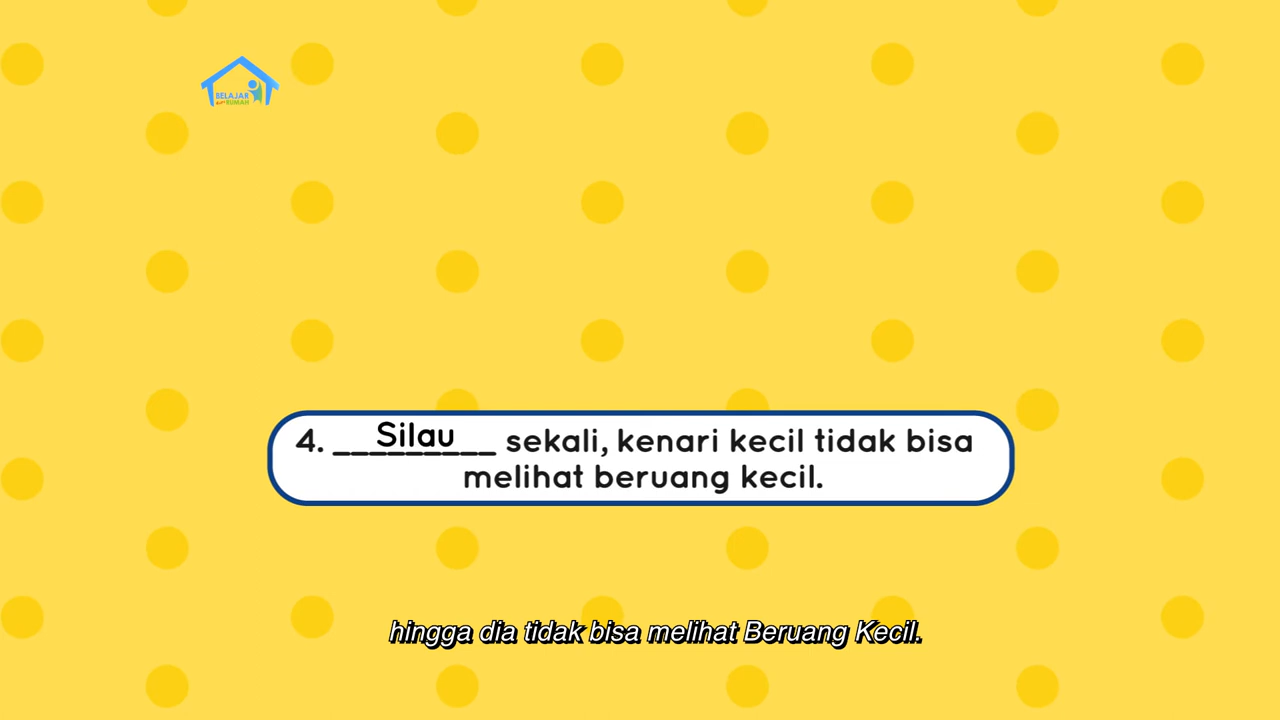 BELAJAR
dari RUMAH
4. Silau sekali, kenari kecil tidak bisa
melihat beruang kecil.
hingga dia tidak bisa melihat Beruang Kecil.